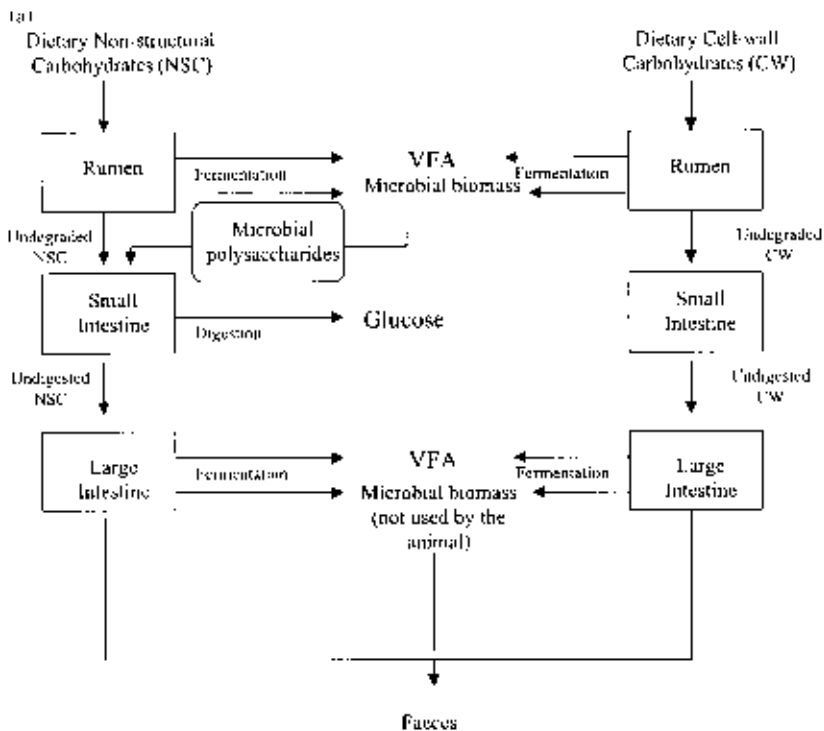 (a)
Dietary Non-structural
Carbohydrates (NSC)
Dietary Cell-wall
Carbohydrates (CW)
Rumen
Fermentation
VFA
Microbial biomass
Fermentation
Rumen
Undegraded
NSC
Microbial
polysaccharides
Undegraded
CW
Small
Intestine
Digestion
Glucose
Small
Intestine
Undigested
NSC
Undigested
CW
Large
Intestine
Fermentation
VFA
Microbial biomass
(not used by the
animal)
Fermentation
Large
Intestine
Faeces